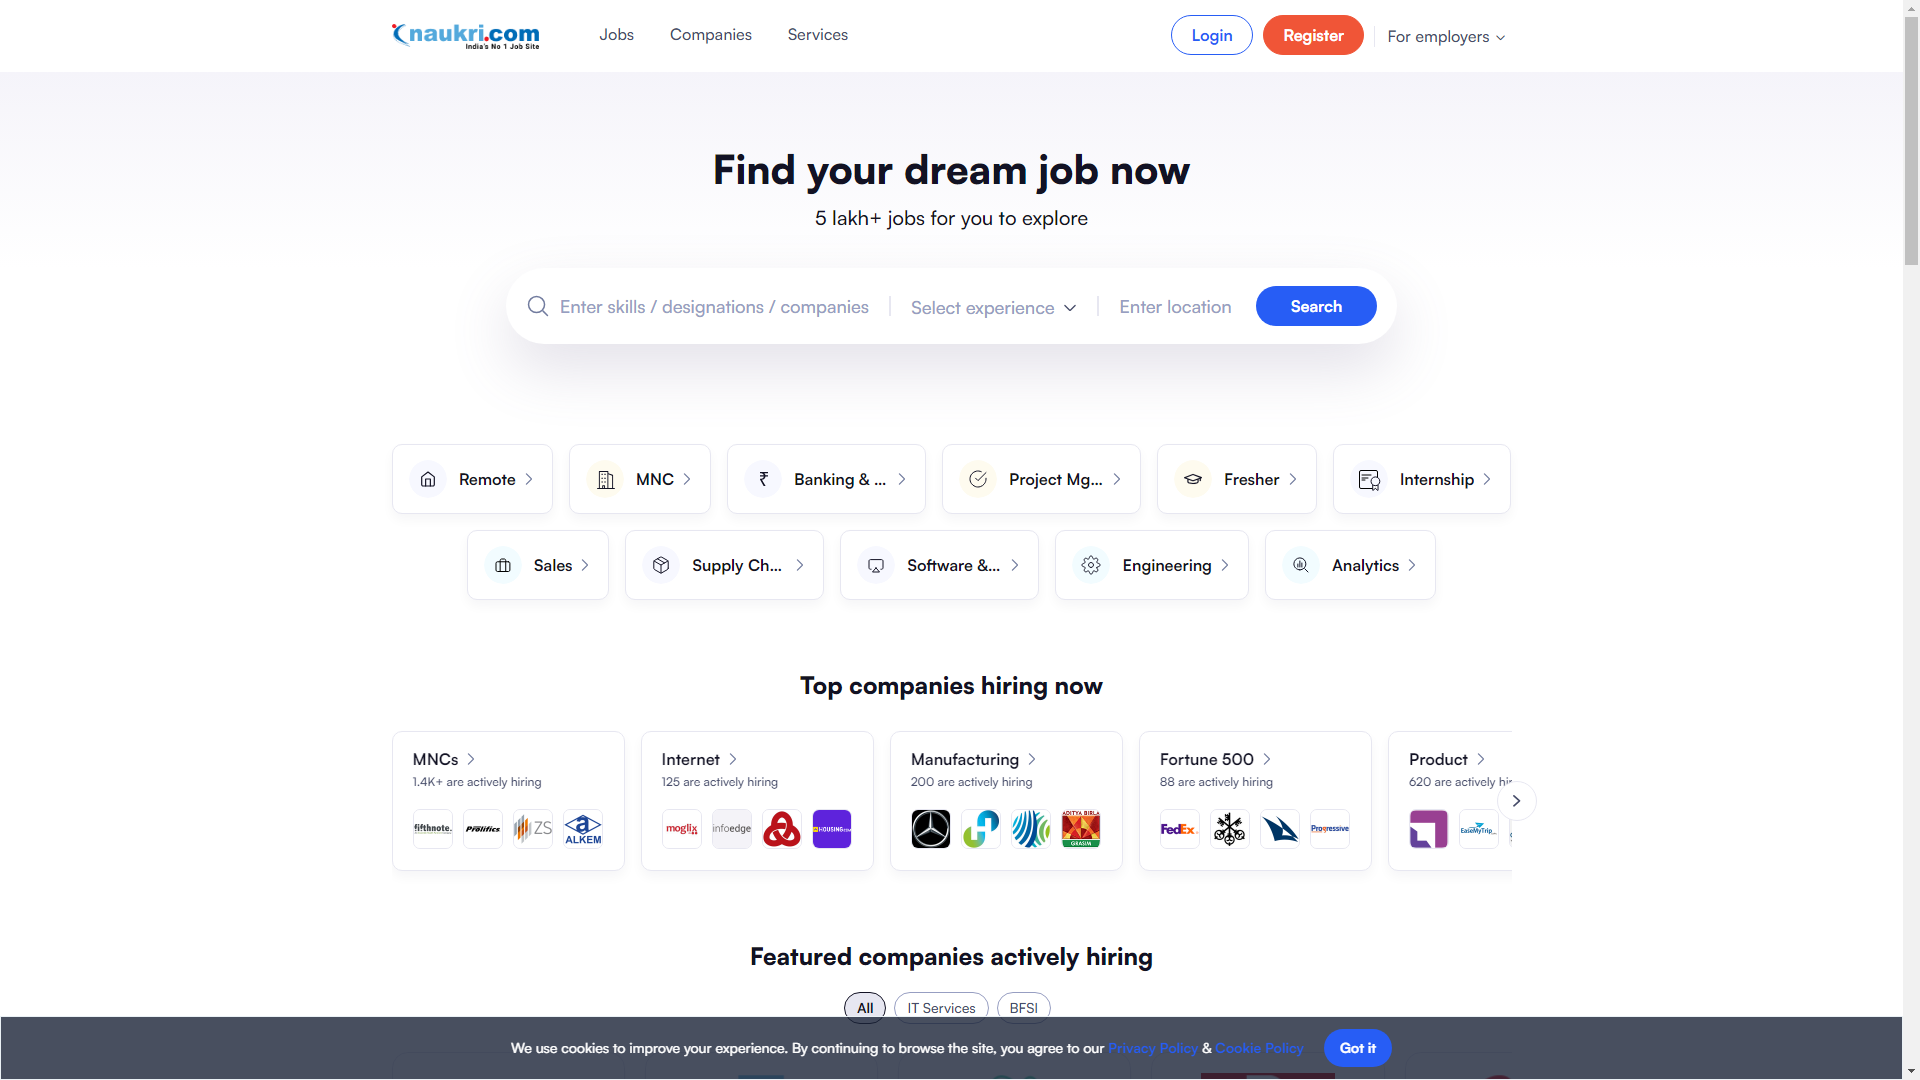 naukri.com
India's No 1 Job Site
Jobs
Companies
Services
Login
Register
For employers
Find your dream job now
5 lakh+ jobs for you to explore
Enter skills / designations / companies
Select experience
Enter location
Search
Remote
MNC
Banking & ...
Project Mg...
Fresher
Internship
Sales
Supply Ch...
Software &...
Engineering
Analytics
Top companies hiring now
MNCs
1.4K+ are actively hiring
fifthnote.
Prolifics
ZS
ALKEM
Internet
125 are actively hiring
moglix
infoedge
HOUSING.com
Manufacturing
200 are actively hiring
ADITYA BIRLA
GRASIM
Fortune 500
88 are actively hiring
FedEx
Progressive
Product
620 are actively hir
EaseMyTrip
Featured companies actively hiring
All
IT Services
BFSI
We use cookies to improve your experience. By continuing to browse the site, you agree to our Privacy Policy & Cookie Policy
Got it